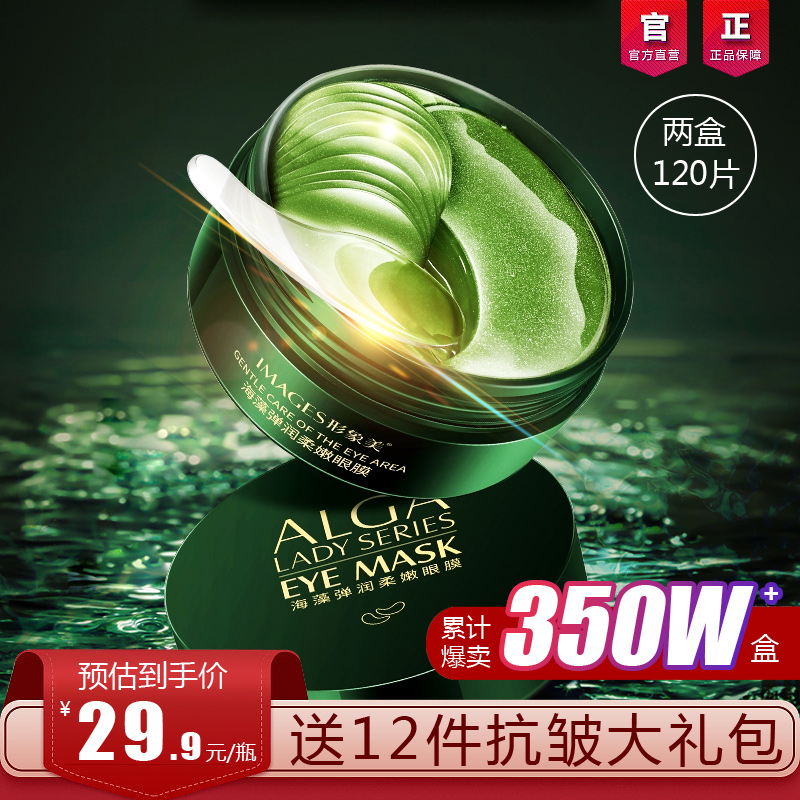 官
官方直营
正
正品保障
两盒
120片
IMAGES形象美®
GENTLE CARE OF THE EYE AREA
海藻弹润柔嫩眼膜
ALGA
LADY SERIES
EYE MASK
海藻弹润柔嫩眼膜
累计
爆卖
350W+
盒
预估到手价
¥29.9元/瓶
送12件抗皱大礼包